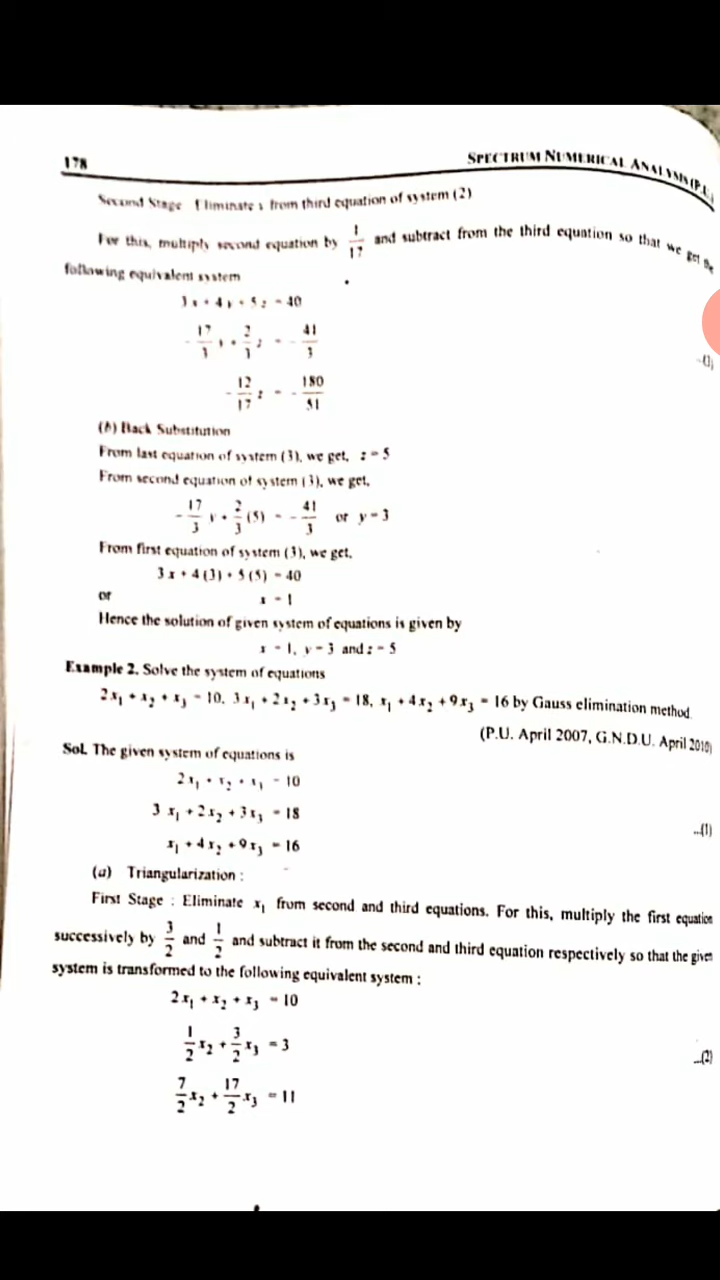 178
SPECTRUM NUMERICAL ANALYSIS (P.U.)
Second Stage Eliminate z from third equation of system (2)
For this, multiply second equation by 1/17 and subtract from the third equation so that we get the
following equivalent system
3x + 4y + 5z = 40
- 17/3 y + 2/3 z = - 41/3
...(3)
- 12/17 z = - 180/51
(b) Back Substitution
From last equation of system (3), we get, z = 5
From second equation of system (3), we get,
- 17/3 y + 2/3 (5) = - 41/3 or y = 3
From first equation of system (3), we get,
3x + 4(3) + 5(5) = 40
or x = 1
Hence the solution of given system of equations is given by
x = 1, y = 3 and z = 5
Example 2. Solve the system of equations
2x₁ + x₂ + x₃ = 10, 3x₁ + 2x₂ + 3x₃ = 18, x₁ + 4x₂ + 9x₃ = 16 by Gauss elimination method.
(P.U. April 2007, G.N.D.U. April 2010)
Sol. The given system of equations is
2x₁ + x₂ + x₃ = 10
3x₁ + 2x₂ + 3x₃ = 18
...(1)
x₁ + 4x₂ + 9x₃ = 16
(a) Triangularization :
First Stage : Eliminate x₁ from second and third equations. For this, multiply the first equation
successively by 3/2 and 1/2 and subtract it from the second and third equation respectively so that the given
system is transformed to the following equivalent system :
2x₁ + x₂ + x₃ = 10
1/2 x₂ + 3/2 x₃ = 3
...(2)
7/2 x₂ + 17/2 x₃ = 11